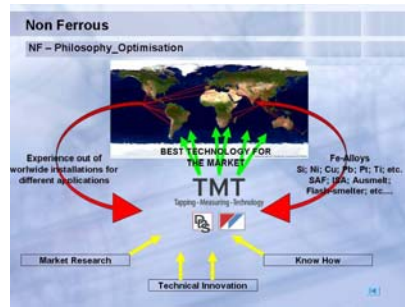 Non Ferrous
NF – Philosophy_Optimisation
BEST TECHNOLOGY FOR
THE MARKET
Experience out of
worlwide installations for
different applications
Fe-Alloys
Si; Ni; Cu; Pb; Pt; Ti; etc.
SAF; ISA; Ausmelt;
Flash-smelter; etc....
TMT
Tapping - Measuring - Technology
DDS
Market Research
Know How
Technical Innovation